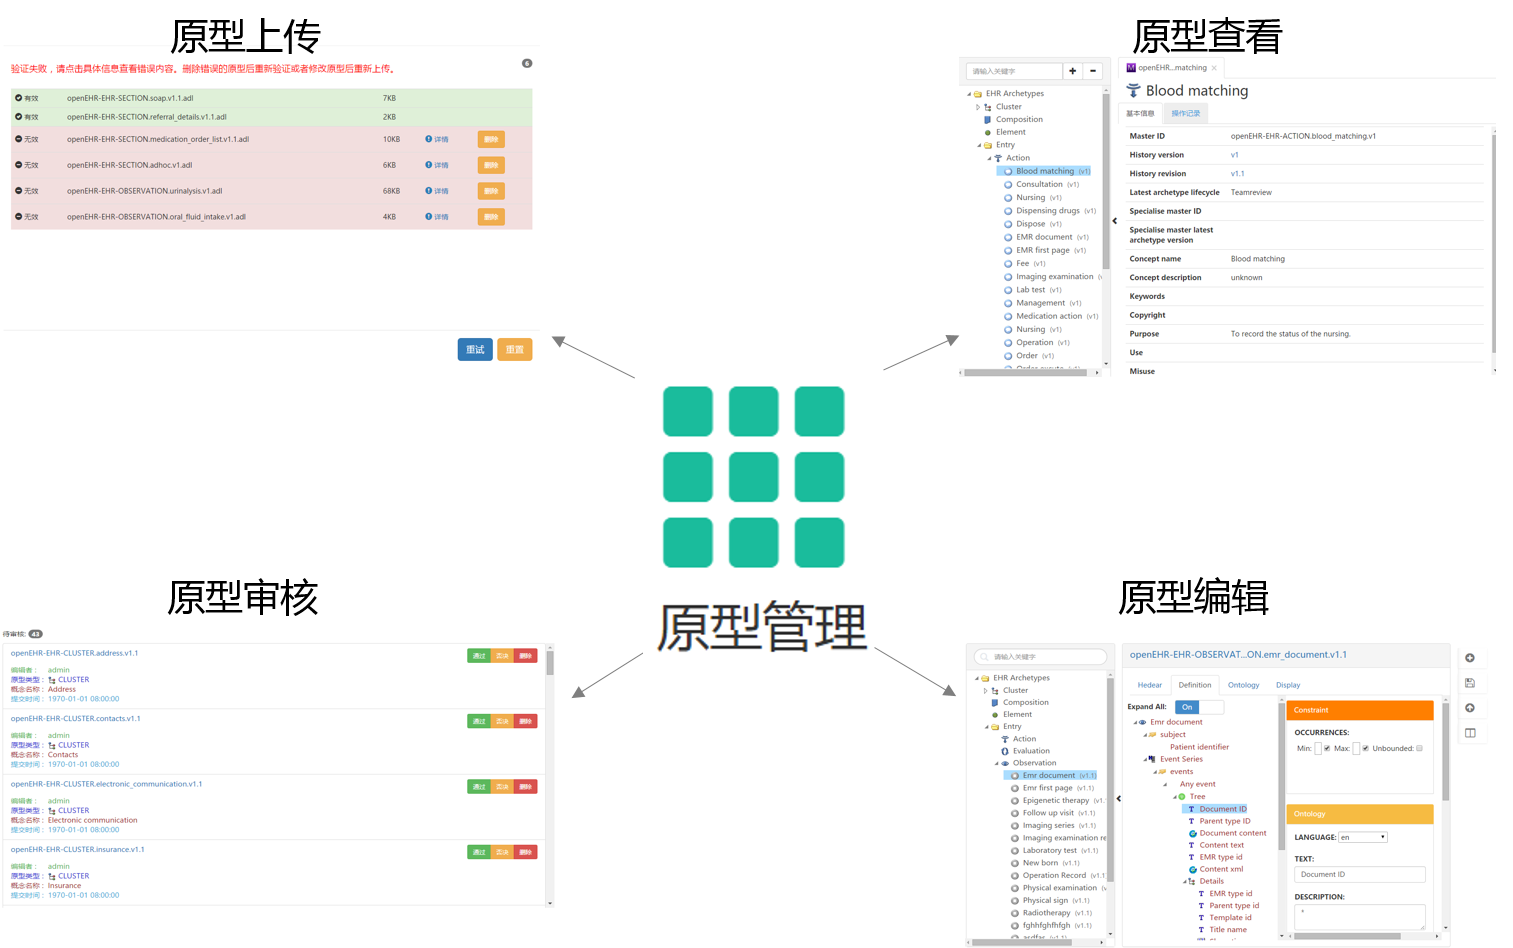 原型上传
验证失败，请点击具体信息查看错误内容。删除错误的原型后重新验证或者修改原型后重新上传。
6
有效 openEHR-EHR-SECTION.soap.v1.1.adl 7KB
有效 openEHR-EHR-SECTION.referral_details.v1.1.adl 2KB
无效 openEHR-EHR-SECTION.medication_order_list.v1.1.adl 10KB 详情 删除
无效 openEHR-EHR-SECTION.adhoc.v1.adl 6KB 详情 删除
无效 openEHR-EHR-OBSERVATION.urinalysis.v1.adl 68KB 详情 删除
无效 openEHR-EHR-OBSERVATION.oral_fluid_intake.v1.adl 4KB 详情 删除
重试 重置
原型查看
请输入关键字
EHR Archetypes
Cluster
Composition
Element
Entry
Action
Blood matching (v1)
Consultation (v1)
Nursing (v1)
Dispensing drugs (v1)
Dispose (v1)
EMR document (v1)
EMR first page (v1)
Fee (v1)
Imaging examination
Lab test (v1)
Management (v1)
Medication action (v1)
Nursing (v1)
Operation (v1)
Order (v1)
openEHR...matching ×
Blood matching
基本信息 操作记录
Master ID openEHR-EHR-ACTION.blood_matching.v1
History version v1
History revision v1.1
Latest archetype lifecycle Teamreview
Specialise master ID
Specialise master latest
archetype version
Concept name Blood matching
Concept description unknown
Keywords
Copyright
Purpose To record the status of the nursing.
Use
Misuse
原型管理
原型审核
待审核: 43
openEHR-EHR-CLUSTER.address.v1.1 通过 否决 删除
编辑者： admin
原型类型： CLUSTER
概念名称： Address
提交时间： 1970-01-01 08:00:00
openEHR-EHR-CLUSTER.contacts.v1.1 通过 否决 删除
编辑者： admin
原型类型： CLUSTER
概念名称： Contacts
提交时间： 1970-01-01 08:00:00
openEHR-EHR-CLUSTER.electronic_communication.v1.1 通过 否决 删除
编辑者： admin
原型类型： CLUSTER
概念名称： Electronic communication
提交时间： 1970-01-01 08:00:00
openEHR-EHR-CLUSTER.insurance.v1.1 通过 否决 删除
编辑者： admin
原型类型： CLUSTER
概念名称： Insurance
提交时间： 1970-01-01 08:00:00
原型编辑
请输入关键字
EHR Archetypes
Cluster
Composition
Element
Entry
Action
Evaluation
Observation
Emr document (v1.1)
Emr first page (v1.1)
Epigenetic therapy (v1.
Follow up visit (v1.1)
Imaging series (v1.1)
Imaging examination re
Laboratory test (v1.1)
New born (v1.1)
Operation Record (v1.1
Physical examination
Physical sign (v1.1)
Radiotherapy (v1.1)
fghhfghfhfgh (v1.1)
asdfas (v1.1)
openEHR-EHR-OBSERVAT...ON.emr_document.v1.1
Hedear Definition Ontology Display
Expand All: On
Emr document
subject
Patient identifier
Event Series
events
Any event
Tree
Document ID
Parent type ID
Document content
Content text
EMR type id
Content xml
Details
EMR type id
Parent type id
Template id
Title name
Constraint
OCCURRENCES:
Min: Max: Unbounded:
Ontology
LANGUAGE: en
TEXT:
Document ID
DESCRIPTION:
*